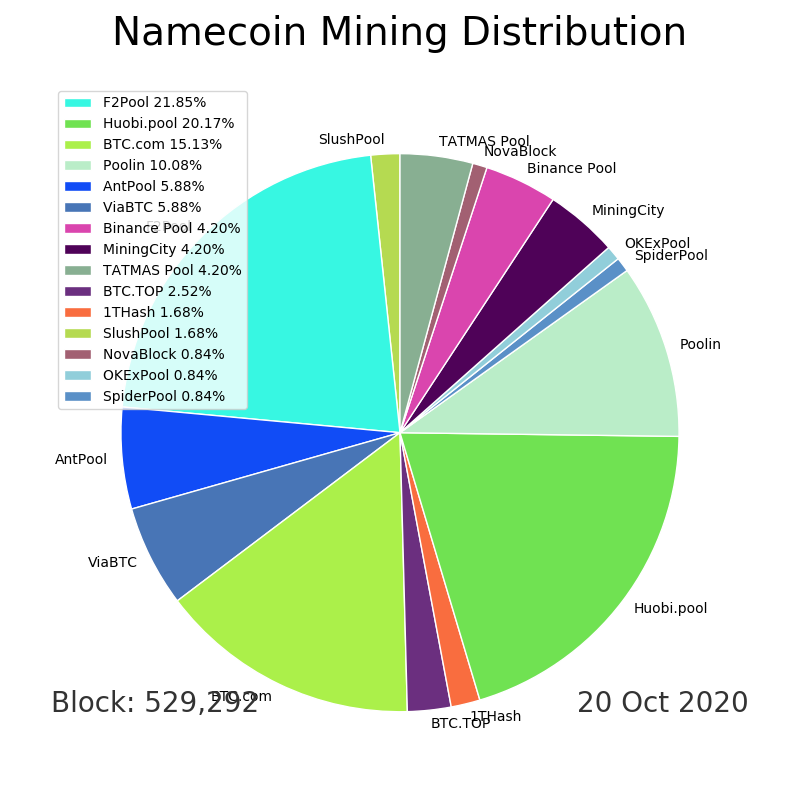 Namecoin Mining Distribution
F2Pool 21.85%
Huobi.pool 20.17%
BTC.com 15.13%
Poolin 10.08%
AntPool 5.88%
ViaBTC 5.88%
Binance Pool 4.20%
MiningCity 4.20%
TATMAS Pool 4.20%
BTC.TOP 2.52%
1THash 1.68%
SlushPool 1.68%
NovaBlock 0.84%
OKExPool 0.84%
SpiderPool 0.84%
SlushPool
TATMAS Pool
NovaBlock
Binance Pool
MiningCity
OKExPool
SpiderPool
F2Pool
Poolin
AntPool
ViaBTC
Huobi.pool
BTC.com
1THash
BTC.TOP
Block: 529,292
20 Oct 2020